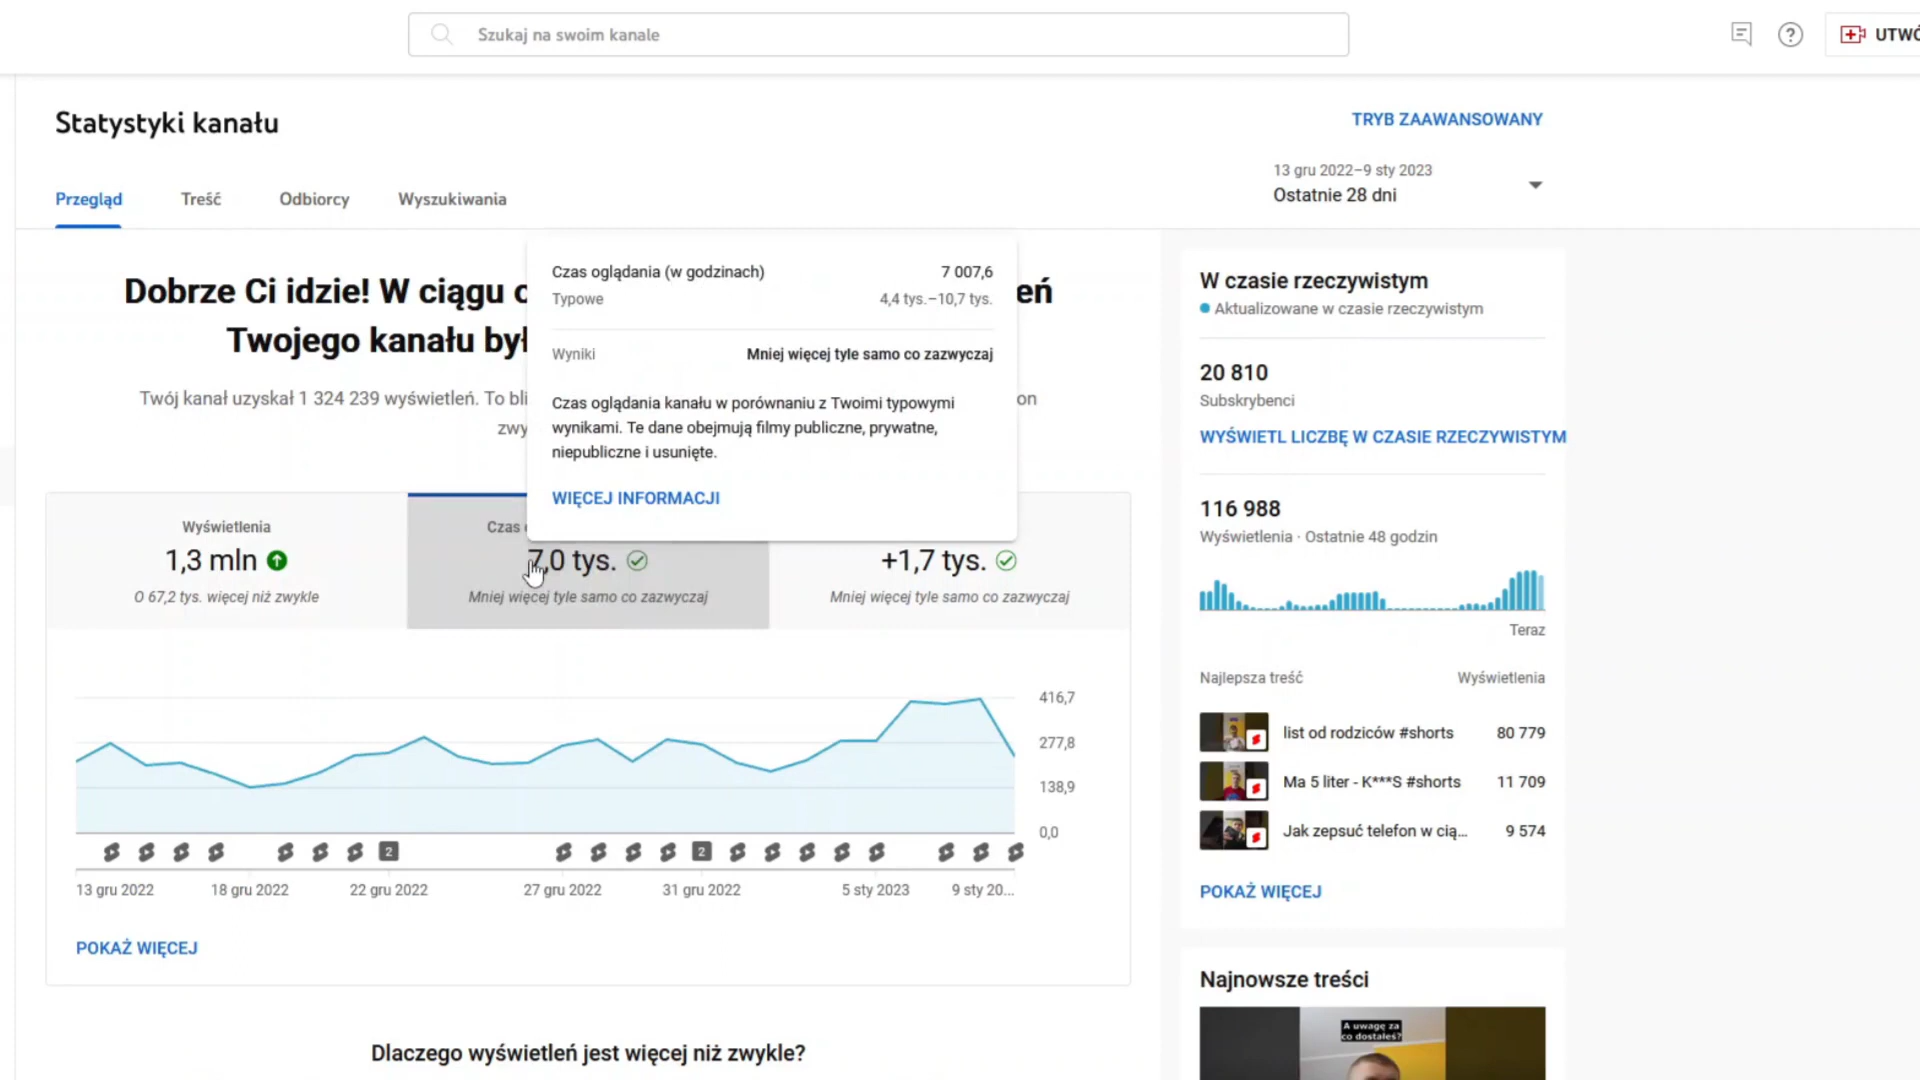 Szukaj na swoim kanale
Statystyki kanału
TRYB ZAAWANSOWANY
13 gru 2022–9 sty 2023
Ostatnie 28 dni
Przegląd
Treść
Odbiorcy
Wyszukiwania
Dobrze Ci idzie! W ciągu
Twojego kanału
Twój kanał uzyskał 1 324 239 wyświetleń. To
Czas oglądania (w godzinach)
7 007,6
Typowe
4,4 tys.–10,7 tys.
Wyniki
Mniej więcej tyle samo co zazwyczaj
Czas oglądania kanału w porównaniu z Twoimi typowymi
wynikami. Te dane obejmują filmy publiczne, prywatne,
niepubliczne i usunięte.
WIĘCEJ INFORMACJI
Wyświetlenia
1,3 mln
O 67,2 tys. więcej niż zwykle
Czas
7,0 tys.
Mniej więcej tyle samo co zazwyczaj
+1,7 tys.
Mniej więcej tyle samo co zazwyczaj
416,7
277,8
138,9
0,0
2
2
13 gru 2022
18 gru 2022
22 gru 2022
27 gru 2022
31 gru 2022
5 sty 2023
9 sty 20...
POKAŻ WIĘCEJ
Dlaczego wyświetleń jest więcej niż zwykle?
W czasie rzeczywistym
Aktualizowane w czasie rzeczywistym
20 810
Subskrybenci
WYŚWIETL LICZBĘ W CZASIE RZECZYWISTYM
116 988
Wyświetlenia · Ostatnie 48 godzin
Teraz
Najlepsza treść
Wyświetlenia
list od rodziców #shorts
80 779
Ma 5 liter - K***S #shorts
11 709
Jak zepsuć telefon w cią...
9 574
POKAŻ WIĘCEJ
Najnowsze treści
A uwagę za
co dostałeś?